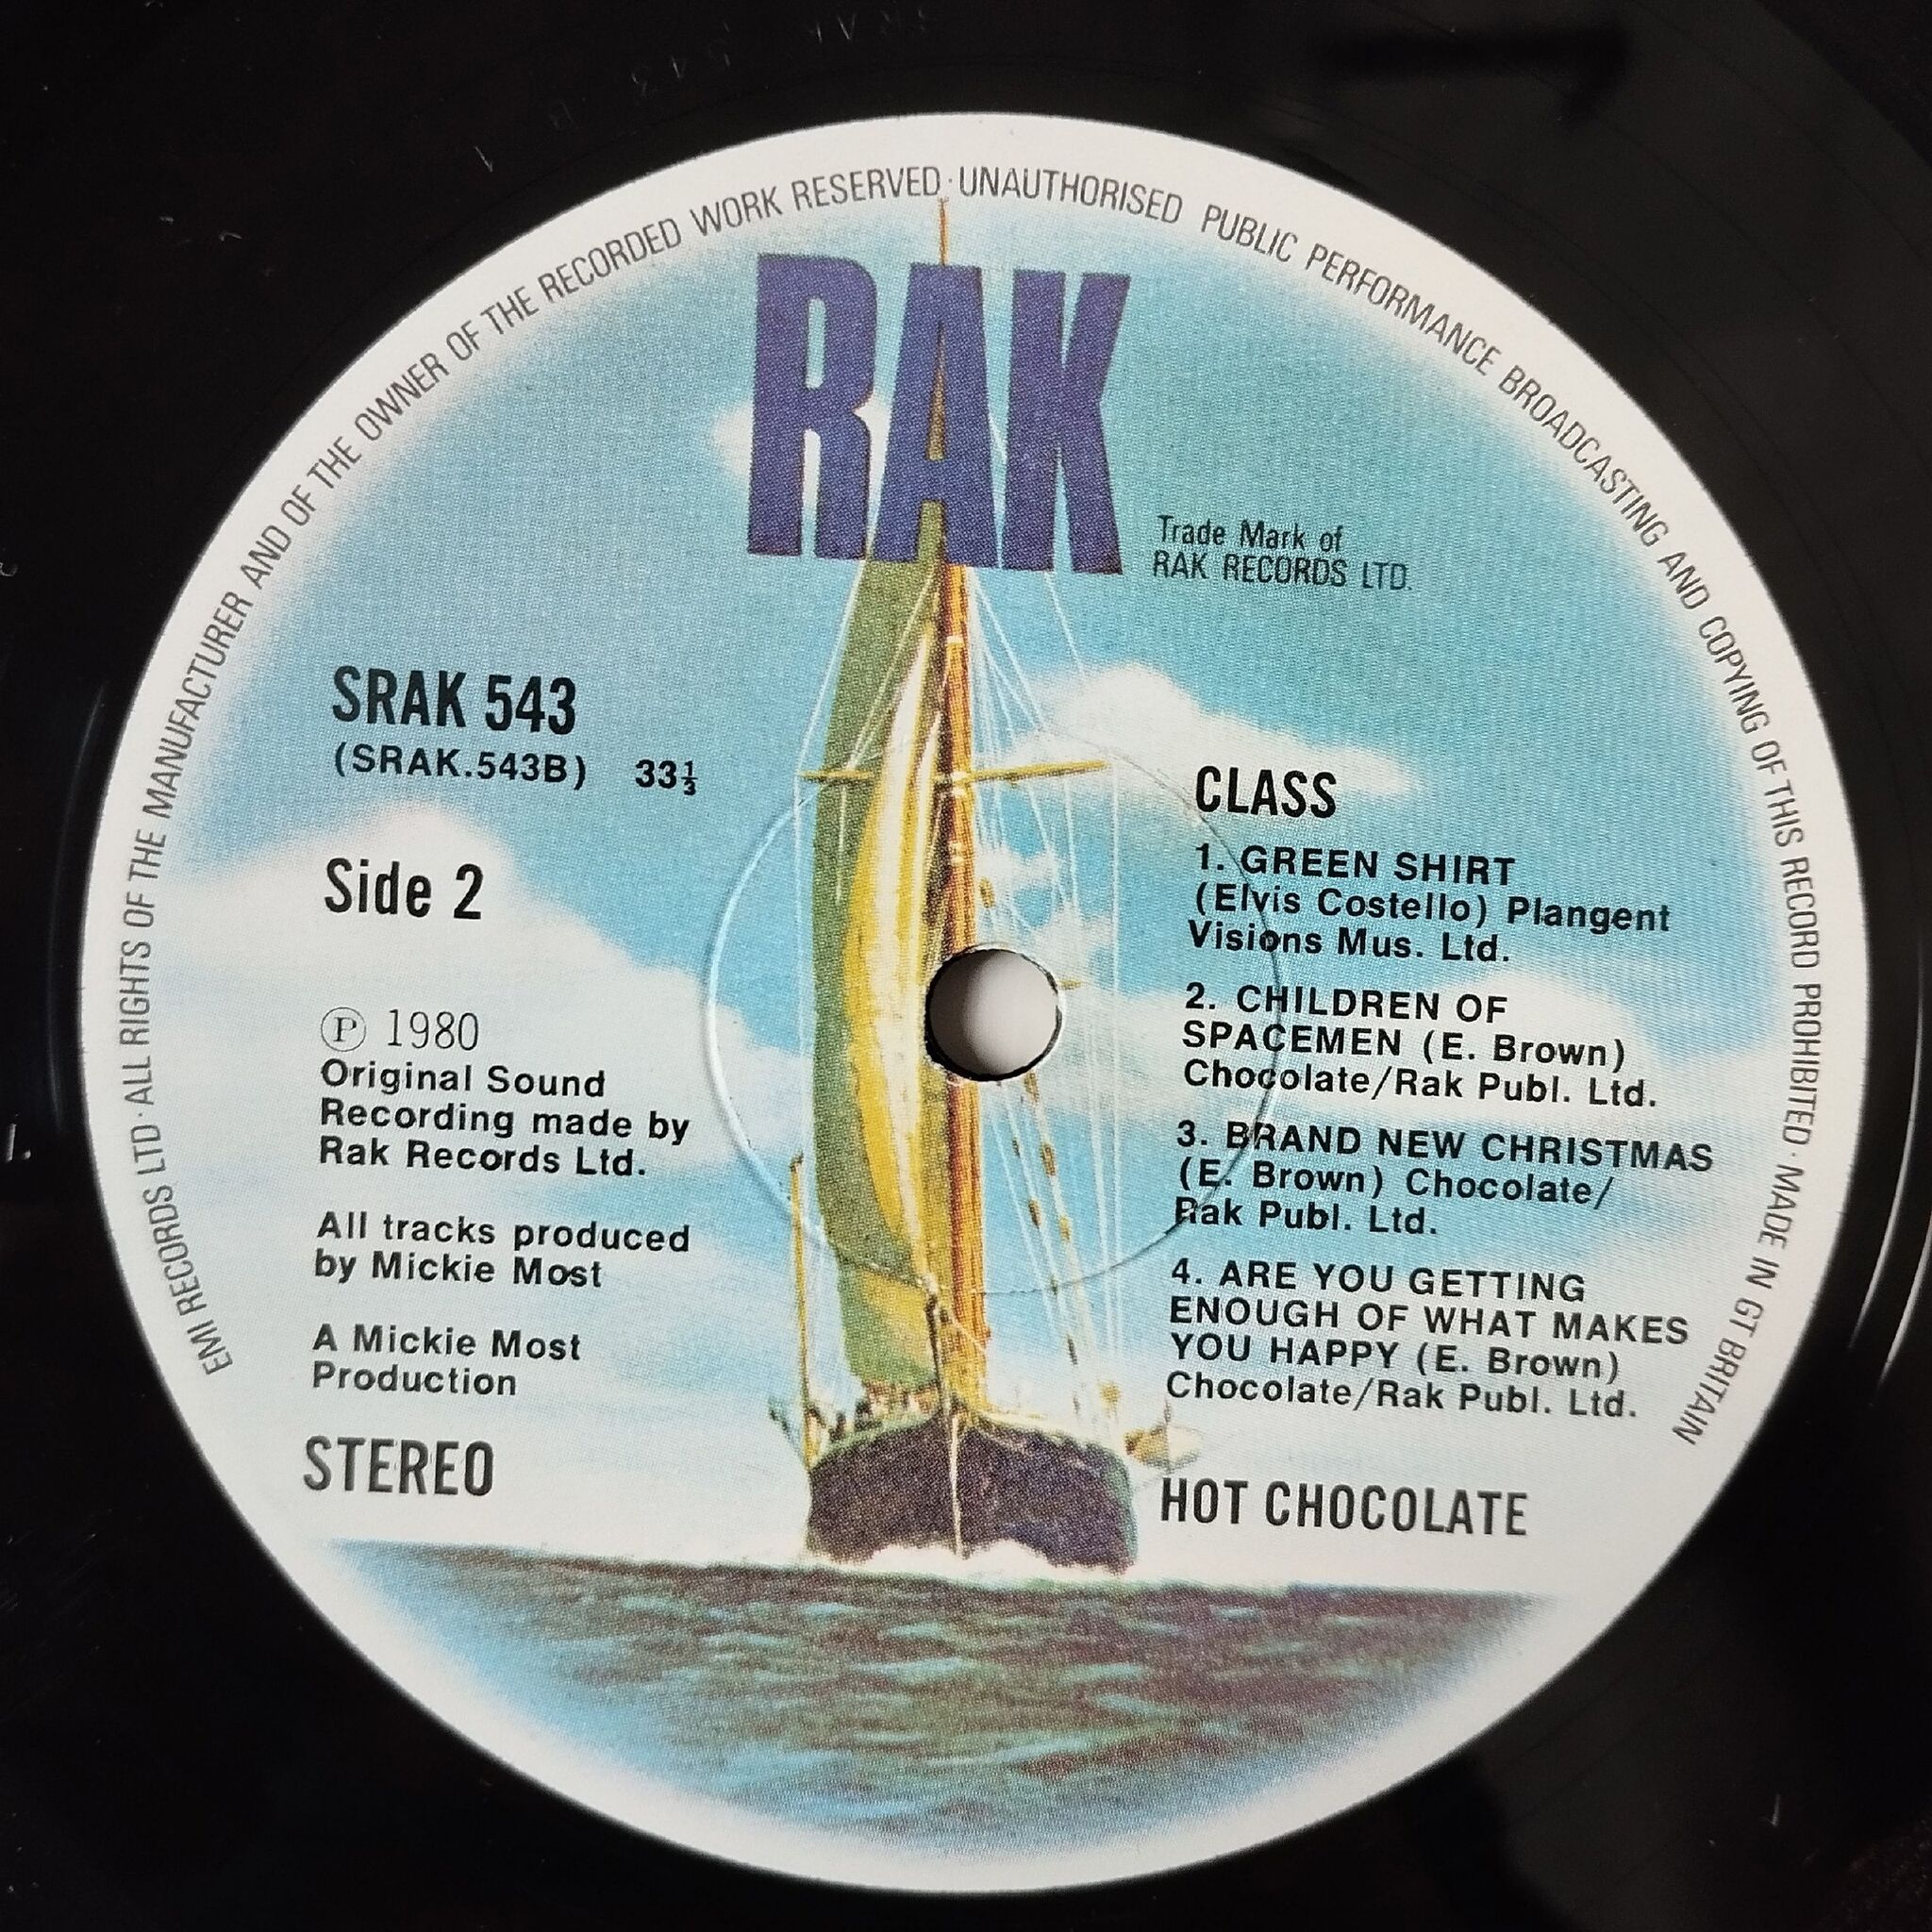 EMI RECORDS LTD · ALL RIGHTS OF THE MANUFACTURER AND OF THE OWNER OF THE RECORDED WORK RESERVED · UNAUTHORISED PUBLIC PERFORMANCE BROADCASTING AND COPYING OF THIS RECORD PROHIBITED · MADE IN GT BRITAIN
RAK
Trade Mark of
RAK RECORDS LTD.
SRAK 543
(SRAK.543B) 33⅓
Side 2
Ⓟ 1980
Original Sound
Recording made by
Rak Records Ltd.
All tracks produced
by Mickie Most
A Mickie Most
Production
STEREO
CLASS
1. GREEN SHIRT
(Elvis Costello) Plangent
Visions Mus. Ltd.
2. CHILDREN OF
SPACEMEN (E. Brown)
Chocolate/Rak Publ. Ltd.
3. BRAND NEW CHRISTMAS
(E. Brown) Chocolate/
Rak Publ. Ltd.
4. ARE YOU GETTING
ENOUGH OF WHAT MAKES
YOU HAPPY (E. Brown)
Chocolate/Rak Publ. Ltd.
HOT CHOCOLATE